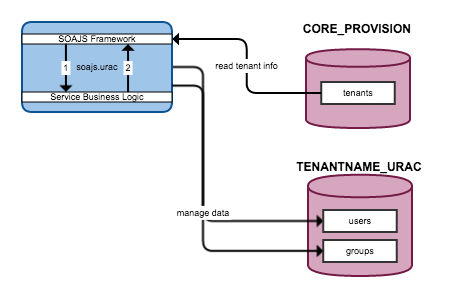 SOAJS Framework
1
soajs.urac
2
Service Business Logic
read tenant info
CORE_PROVISION
tenants
TENANTNAME_URAC
manage data
users
groups